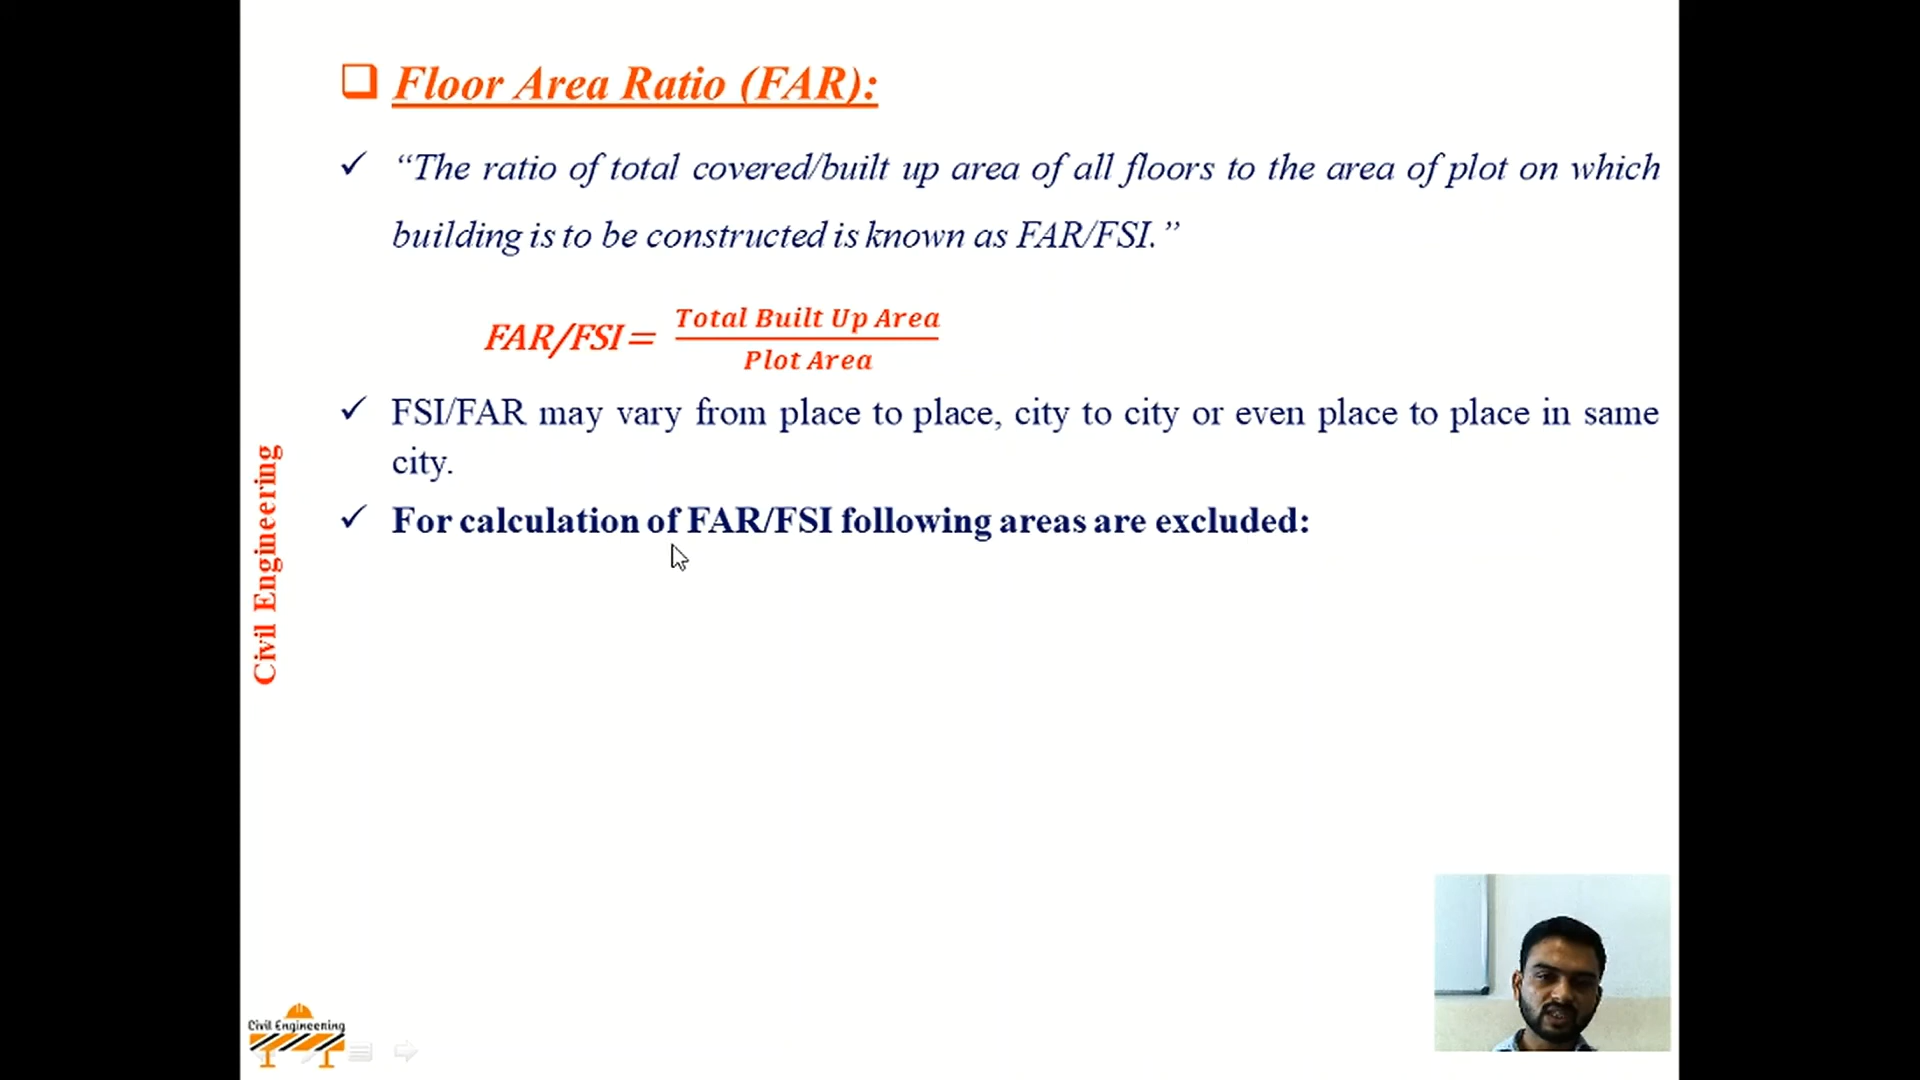 Floor Area Ratio (FAR):
“The ratio of total covered/built up area of all floors to the area of plot on which
building is to be constructed is known as FAR/FSI.”
FAR/FSI = Total Built Up Area
Plot Area
FSI/FAR may vary from place to place, city to city or even place to place in same
city.
For calculation of FAR/FSI following areas are excluded:
Civil Engineering
Civil Engineering